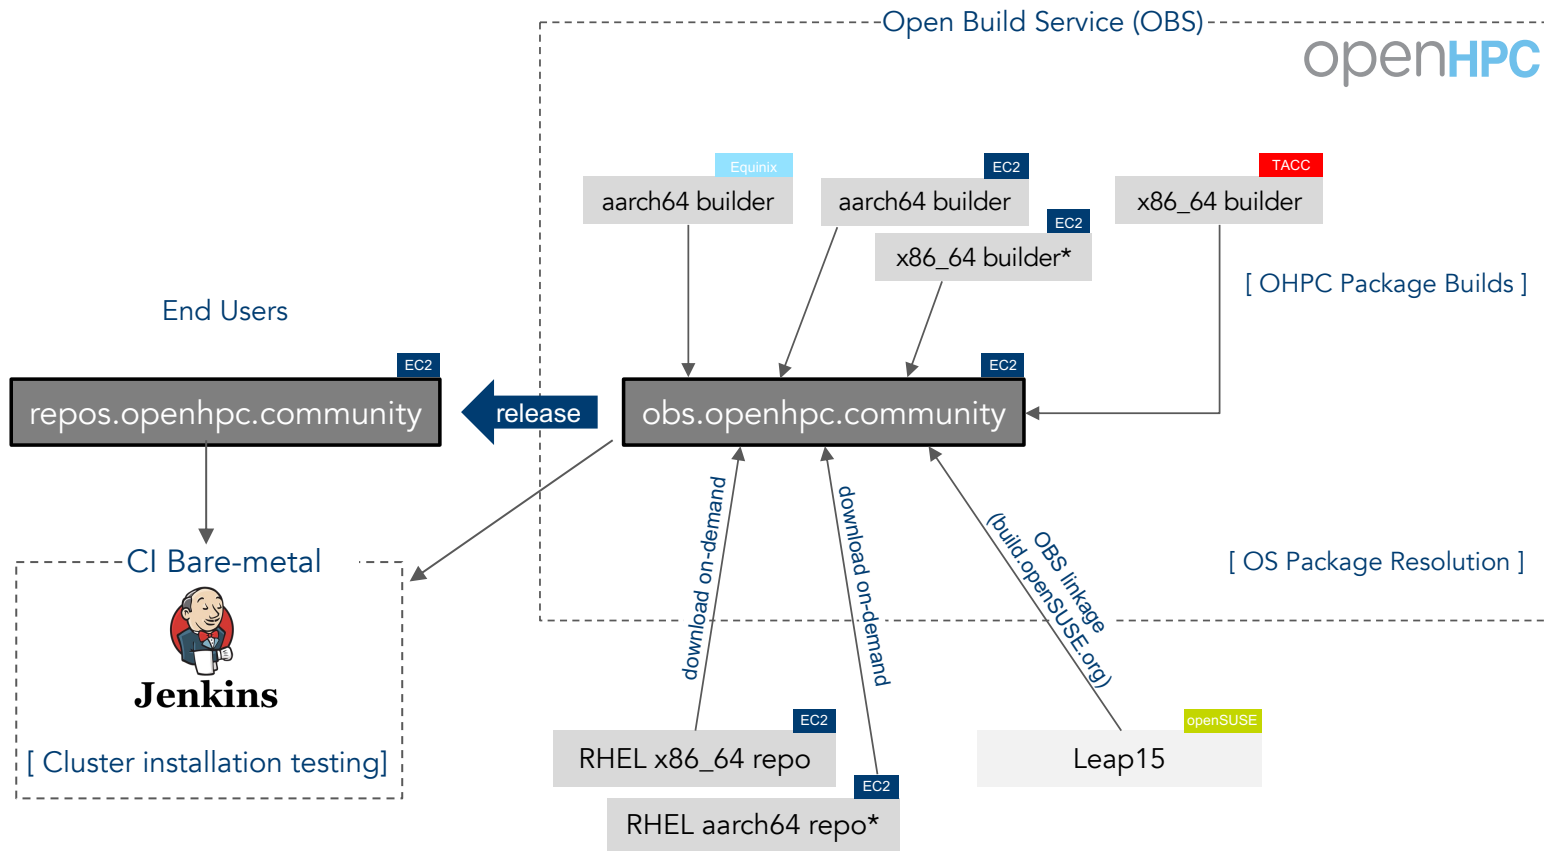 Open Build Service (OBS)
openHPC
Equinix
aarch64 builder
EC2
aarch64 builder
EC2
x86_64 builder*
TACC
x86_64 builder
[ OHPC Package Builds ]
End Users
EC2
repos.openhpc.community
release
EC2
obs.openhpc.community
download on-demand
download on-demand
OBS linkage
(build.openSUSE.org)
[ OS Package Resolution ]
CI Bare-metal
Jenkins
[ Cluster installation testing]
EC2
RHEL x86_64 repo
EC2
RHEL aarch64 repo*
openSUSE
Leap15